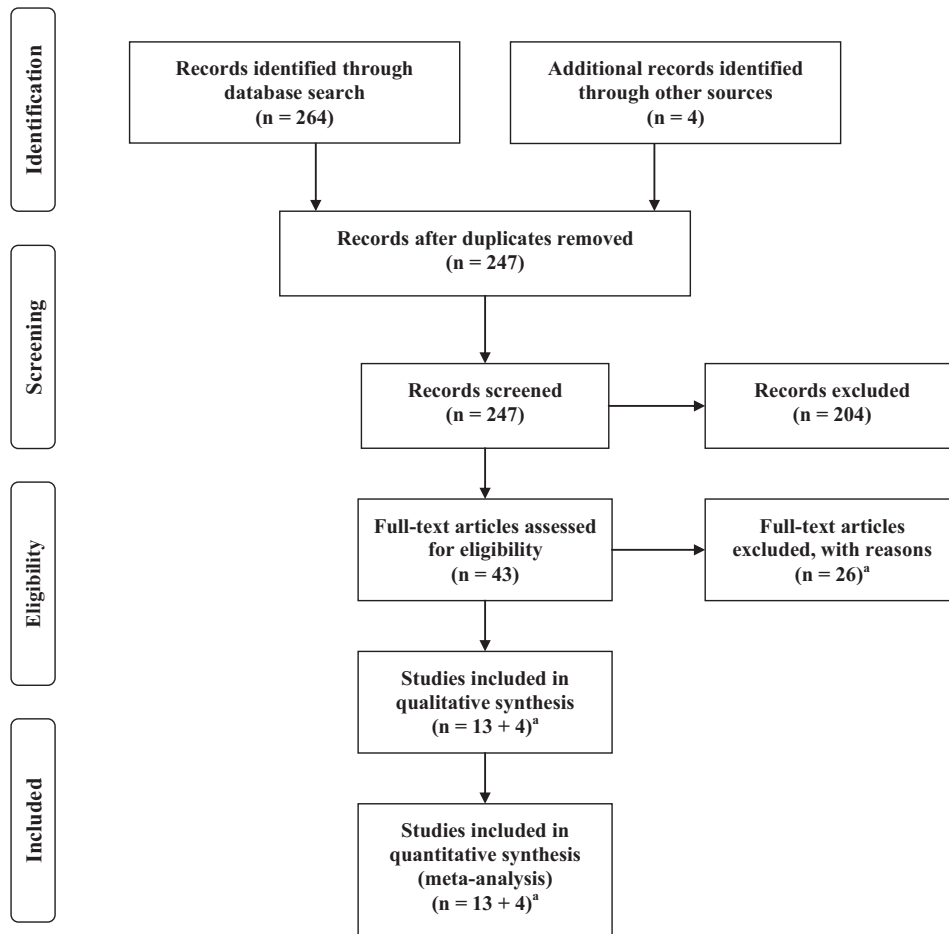 Identification
Records identified through
database search
(n = 264)
Additional records identified
through other sources
(n = 4)
Records after duplicates removed
(n = 247)
Screening
Records screened
(n = 247)
Records excluded
(n = 204)
Eligibility
Full-text articles assessed
for eligibility
(n = 43)
Full-text articles
excluded, with reasons
(n = 26)a
Studies included in
qualitative synthesis
(n = 13 + 4)a
Included
Studies included in
quantitative synthesis
(meta-analysis)
(n = 13 + 4)a